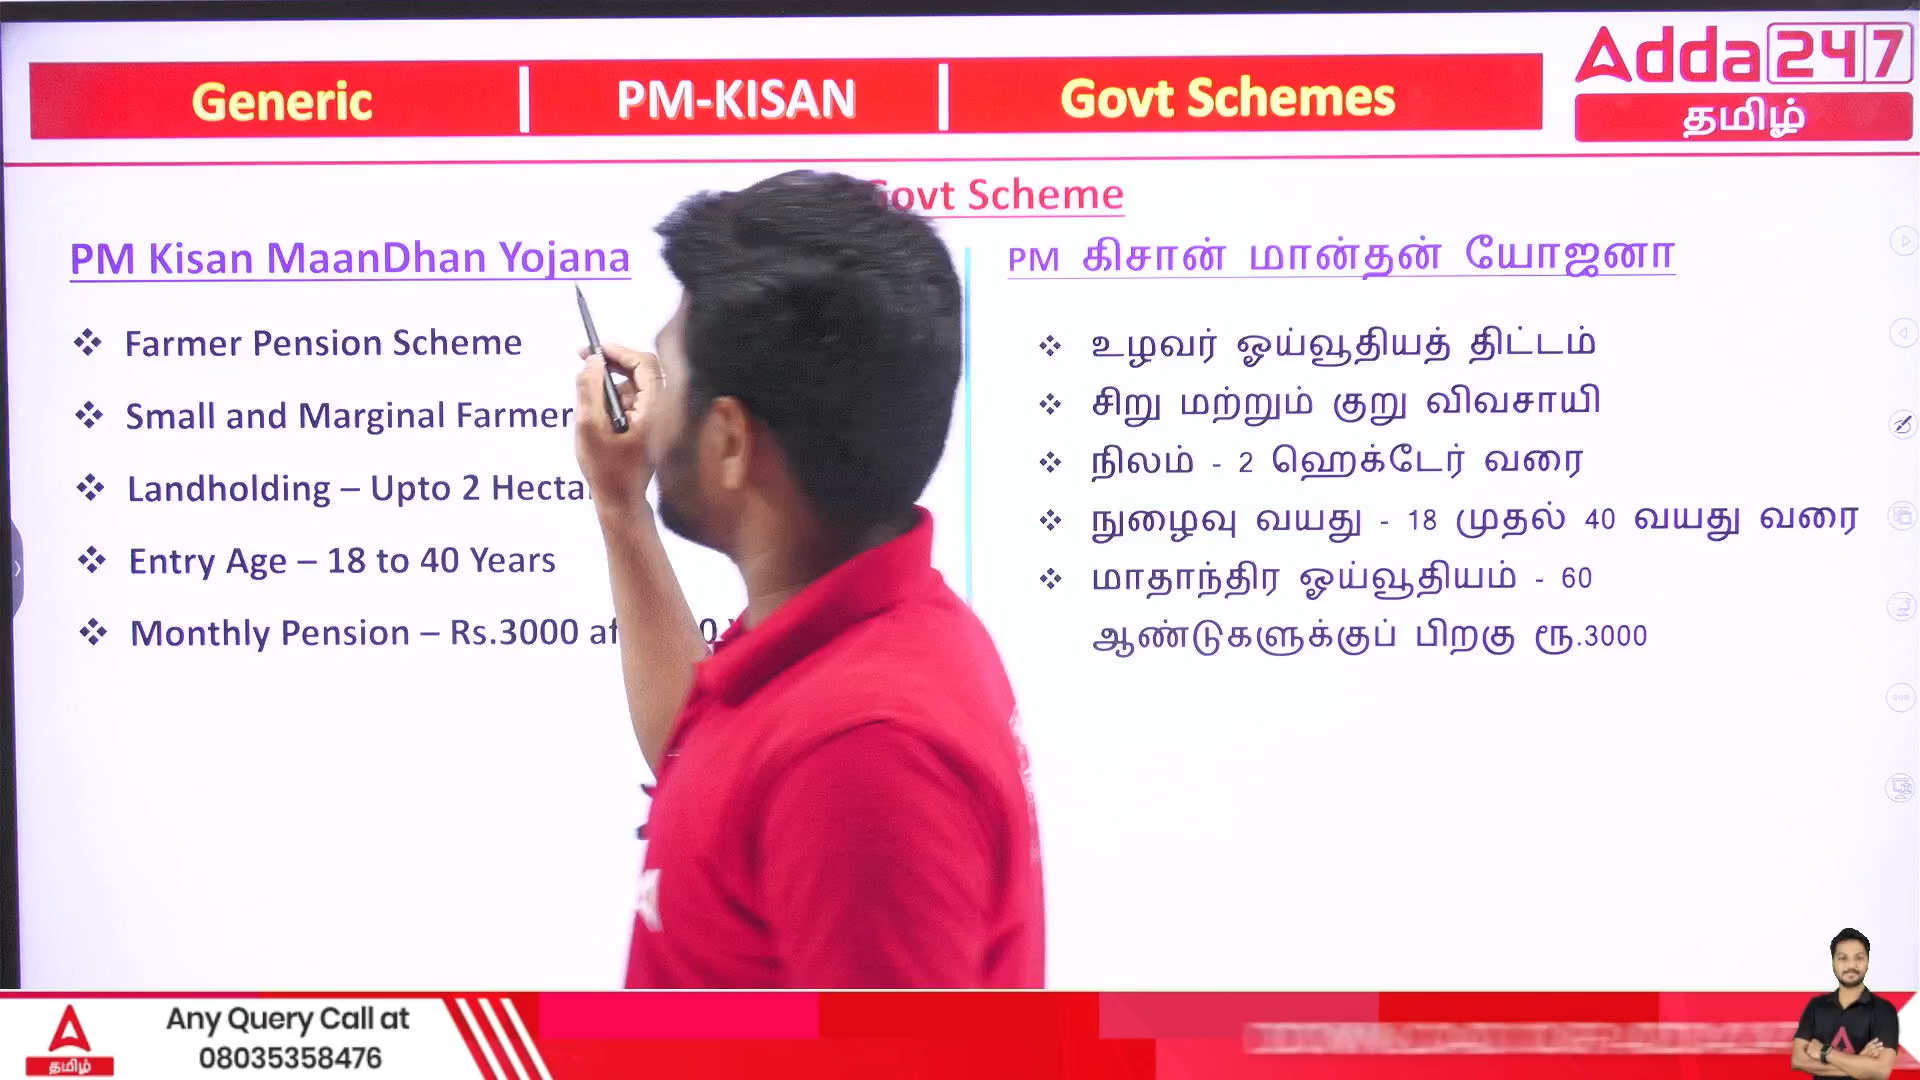 Generic
PM-KISAN
Govt Schemes
Adda247
தமிழ்
Govt Scheme
PM Kisan MaanDhan Yojana
❖ Farmer Pension Scheme
❖ Small and Marginal Farmer
❖ Landholding – Upto 2
❖ Entry Age – 18 to 40 Years
❖ Monthly Pension – Rs.3000
PM கிசான் மான்தன் யோஜனா
❖ உழவர் ஓய்வூதியத் திட்டம்
❖ சிறு மற்றும் குறு விவசாயி
❖ நிலம் - 2 ஹெக்டேர் வரை
❖ நுழைவு வயது - 18 முதல் 40 வயது வரை
❖ மாதாந்திர ஓய்வூதியம் - 60
ஆண்டுகளுக்குப் பிறகு ரூ.3000
தமிழ்
Any Query Call at
08035358476